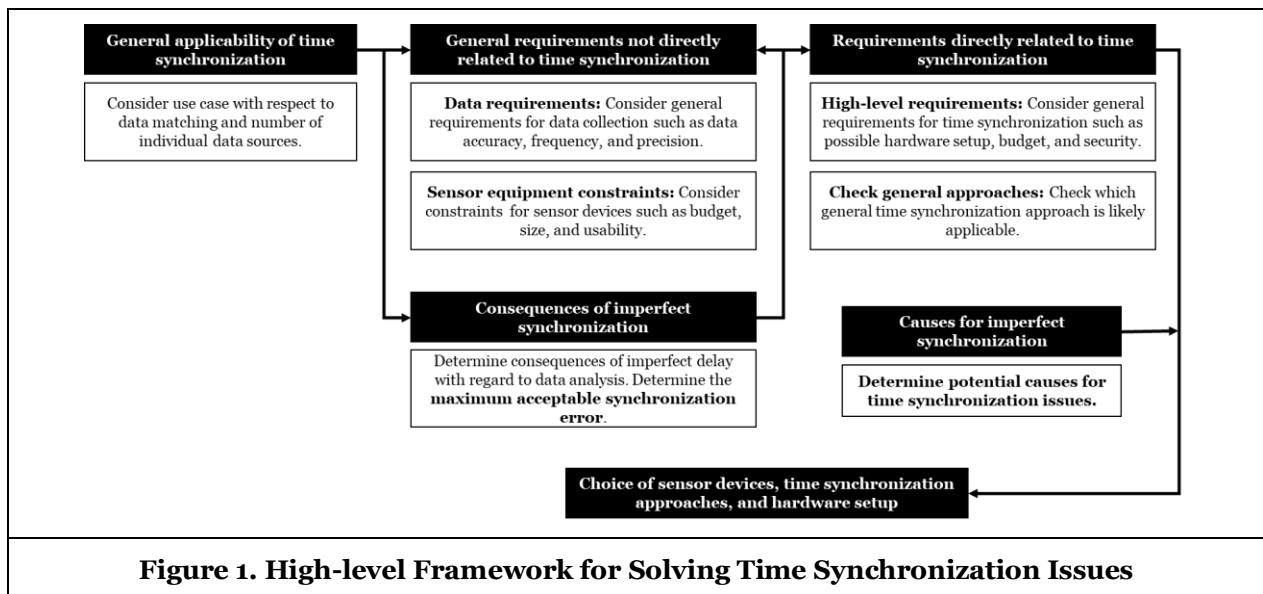 General applicability of time
synchronization
Consider use case with respect to
data matching and number of
individual data sources.
General requirements not directly
related to time synchronization
Data requirements: Consider general
requirements for data collection such as data
accuracy, frequency, and precision.
Sensor equipment constraints: Consider
constraints for sensor devices such as budget,
size, and usability.
Requirements directly related to time
synchronization
High-level requirements: Consider general
requirements for time synchronization such as
possible hardware setup, budget, and security.
Check general approaches: Check which
general time synchronization approach is likely
applicable.
Consequences of imperfect
synchronization
Determine consequences of imperfect delay
with regard to data analysis. Determine the
maximum acceptable synchronization
error.
Causes for imperfect
synchronization
Determine potential causes for
time synchronization issues.
Choice of sensor devices, time synchronization
approaches, and hardware setup
Figure 1. High-level Framework for Solving Time Synchronization Issues